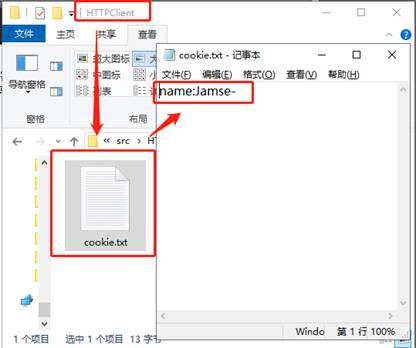 HTTPClient
文件 主页 共享 查看
导航窗格
超大图标
中图标
列表
窗格
布局
« src › HT
cookie.txt
1 个项目 选中 1 个项目 13 字节
cookie.txt - 记事本
文件(F) 编辑(E) 格式(O) 查看(V) 帮助(H)
name:Jamse-
Windo 第 1 行 100%